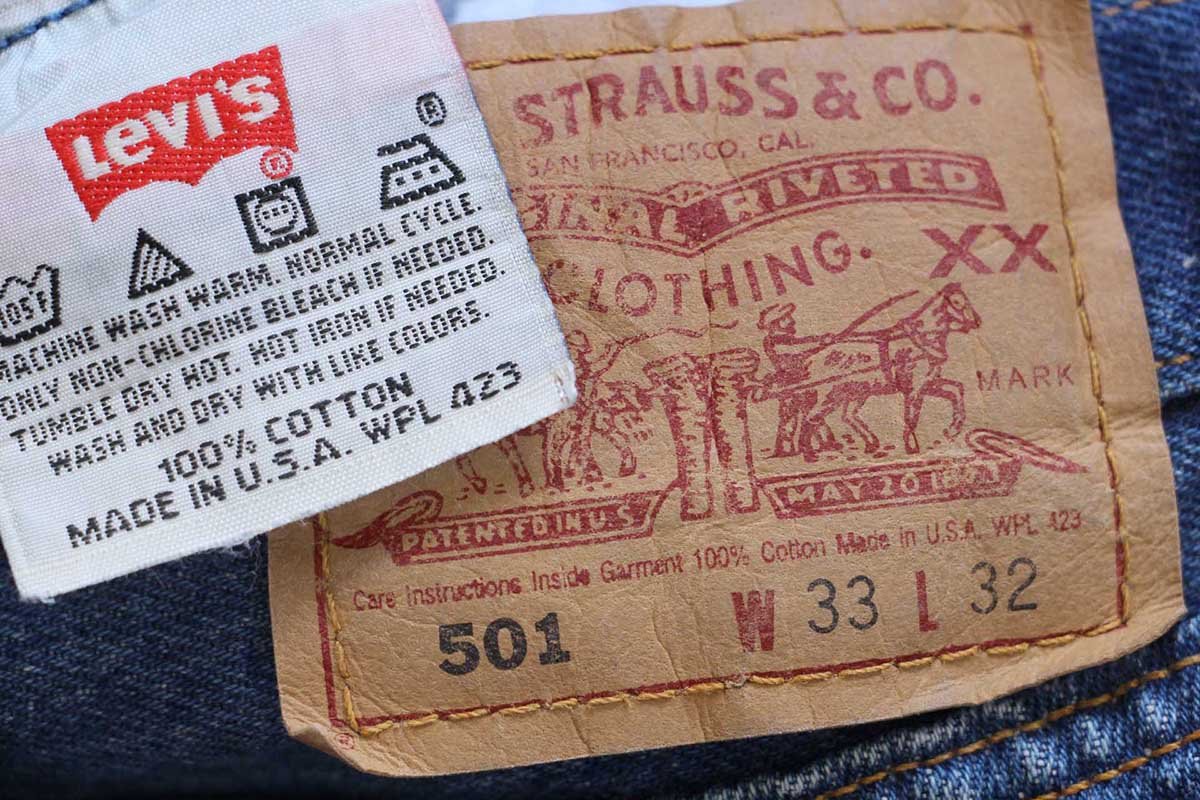 Levi's
®
®
105°
MACHINE WASH WARM, NORMAL CYCLE.
ONLY NON-CHLORINE BLEACH IF NEEDED.
TUMBLE DRY HOT. HOT IRON IF NEEDED.
WASH AND DRY WITH LIKE COLORS.
100% COTTON
MADE IN U.S.A. WPL 423
STRAUSS & CO.
SAN FRANCISCO, CAL.
GINAL RIVETED
CLOTHING.
XX
MARK
PATENTED IN U.S.
MAY 20
Care Instructions Inside Garment 100% Cotton Made in U.S.A. WPL 423
501 W 33 L 32
®